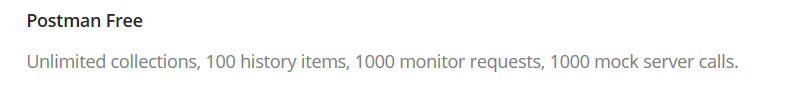 Postman Free
Unlimited collections, 100 history items, 1000 monitor requests, 1000 mock server calls.